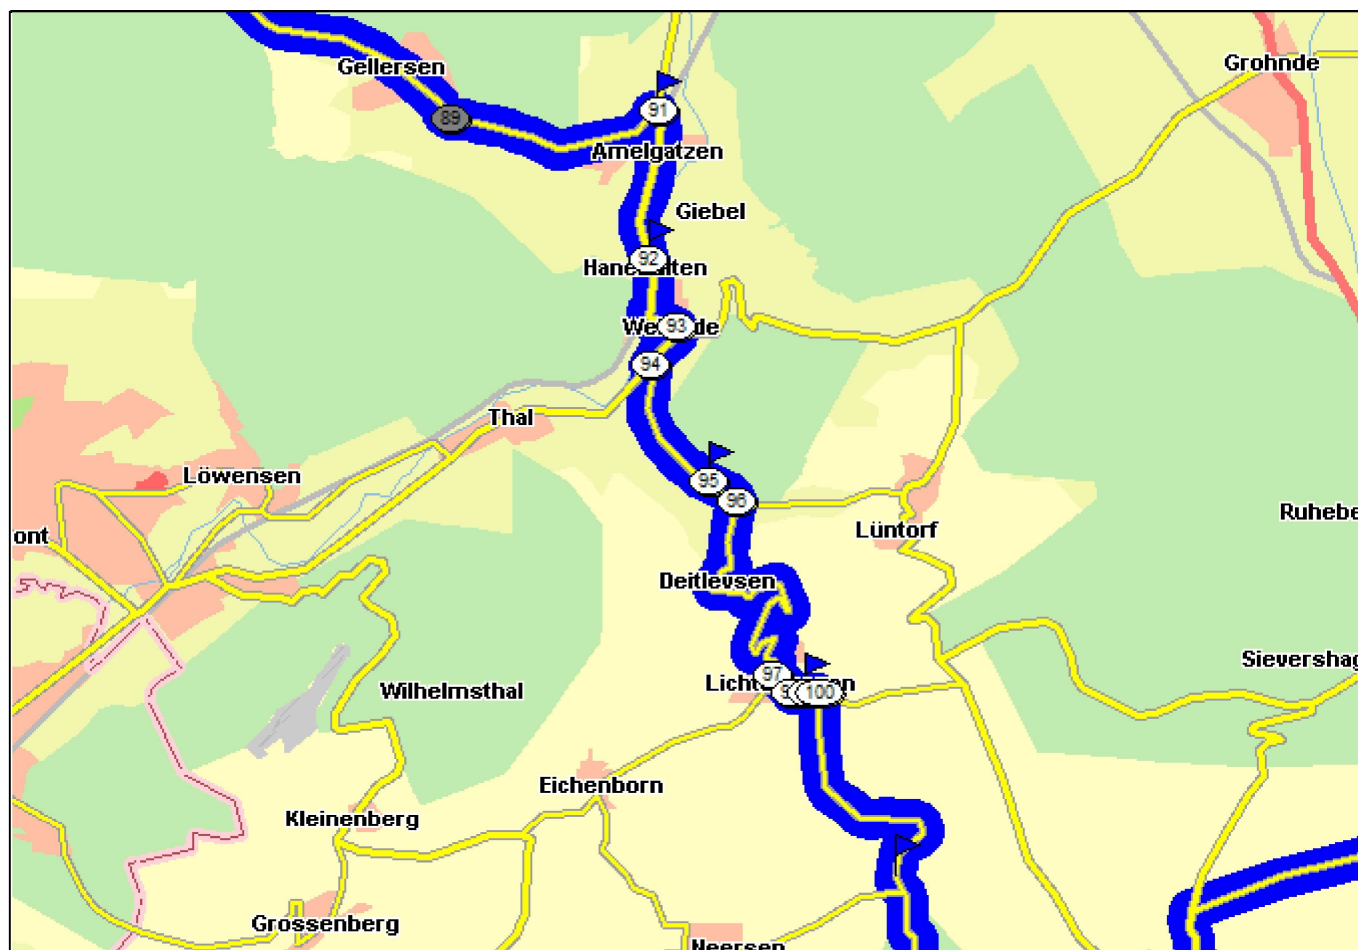 Gellersen
Grohnde
89
91
Amelgatzen
Giebel
92
93
94
Thal
Löwensen
95
96
Lüntorf
ont
Ruhebe
Deitlevsen
Sievershag
97
100
Wilhelmsthal
Eichenborn
Kleinenberg
Grossenberg
Neersen